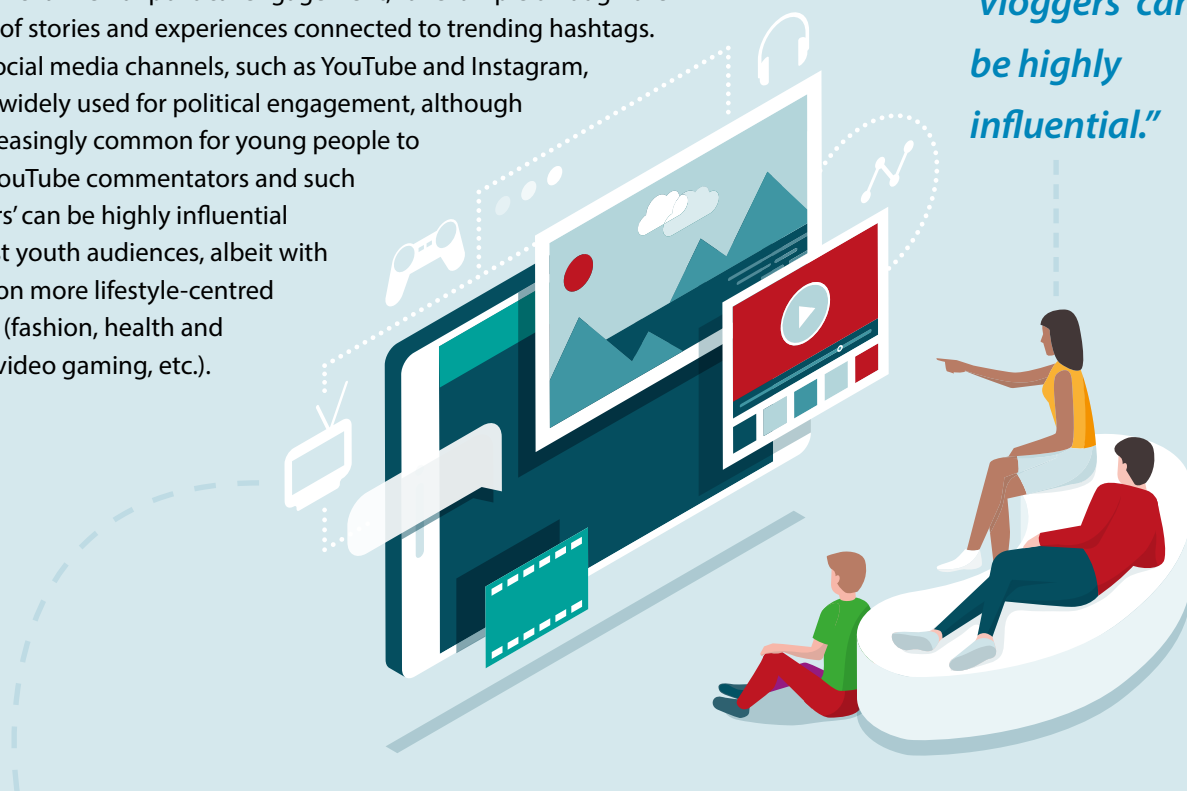 of stories and experiences connected to trending hashtags.
ocial media channels, such as YouTube and Instagram,
widely used for political engagement, although
easingly common for young people to
ouTube commentators and such
rs’ can be highly influential
st youth audiences, albeit with
on more lifestyle-centred
(fashion, health and
video gaming, etc.).
‘vloggers’ can
be highly
influential.”